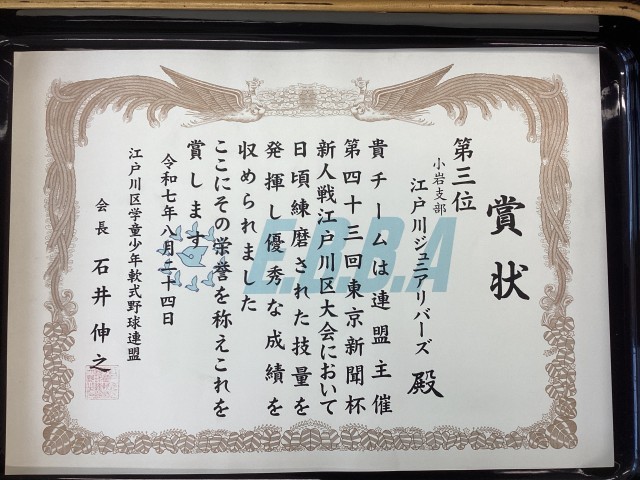 賞状
第三位
小岩支部
江戸川ジュニアリバーズ 殿
貴チームは連盟主催
第四十三回東京新聞杯
新人戦江戸川区大会において
日頃練磨された技量を
発揮し優秀な成績を
収められました
ここにその栄誉を称えこれを
賞します
令和七年八月二十四日
江戸川区学童少年軟式野球連盟
会長 石井伸之
E.B.B.A